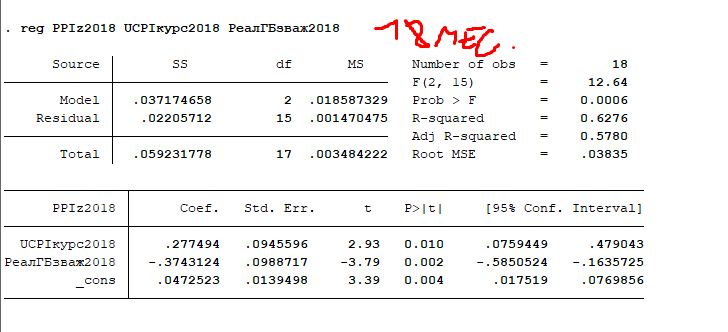 . reg PPIz2018 UCPIкурс2018 РеалГБзваж2018
18 МЕС.
Source SS df MS Number of obs = 18
F(2, 15) = 12.64
Model .037174658 2 .018587329 Prob > F = 0.0006
Residual .02205712 15 .001470475 R-squared = 0.6276
Adj R-squared = 0.5780
Total .059231778 17 .003484222 Root MSE = .03835
PPIz2018 Coef. Std. Err. t P>|t| [95% Conf. Interval]
UCPIкурс2018 .277494 .0945596 2.93 0.010 .0759449 .479043
РеалГБзваж2018 -.3743124 .0988717 -3.79 0.002 -.5850524 -.1635725
_cons .0472523 .0139498 3.39 0.004 .017519 .0769856